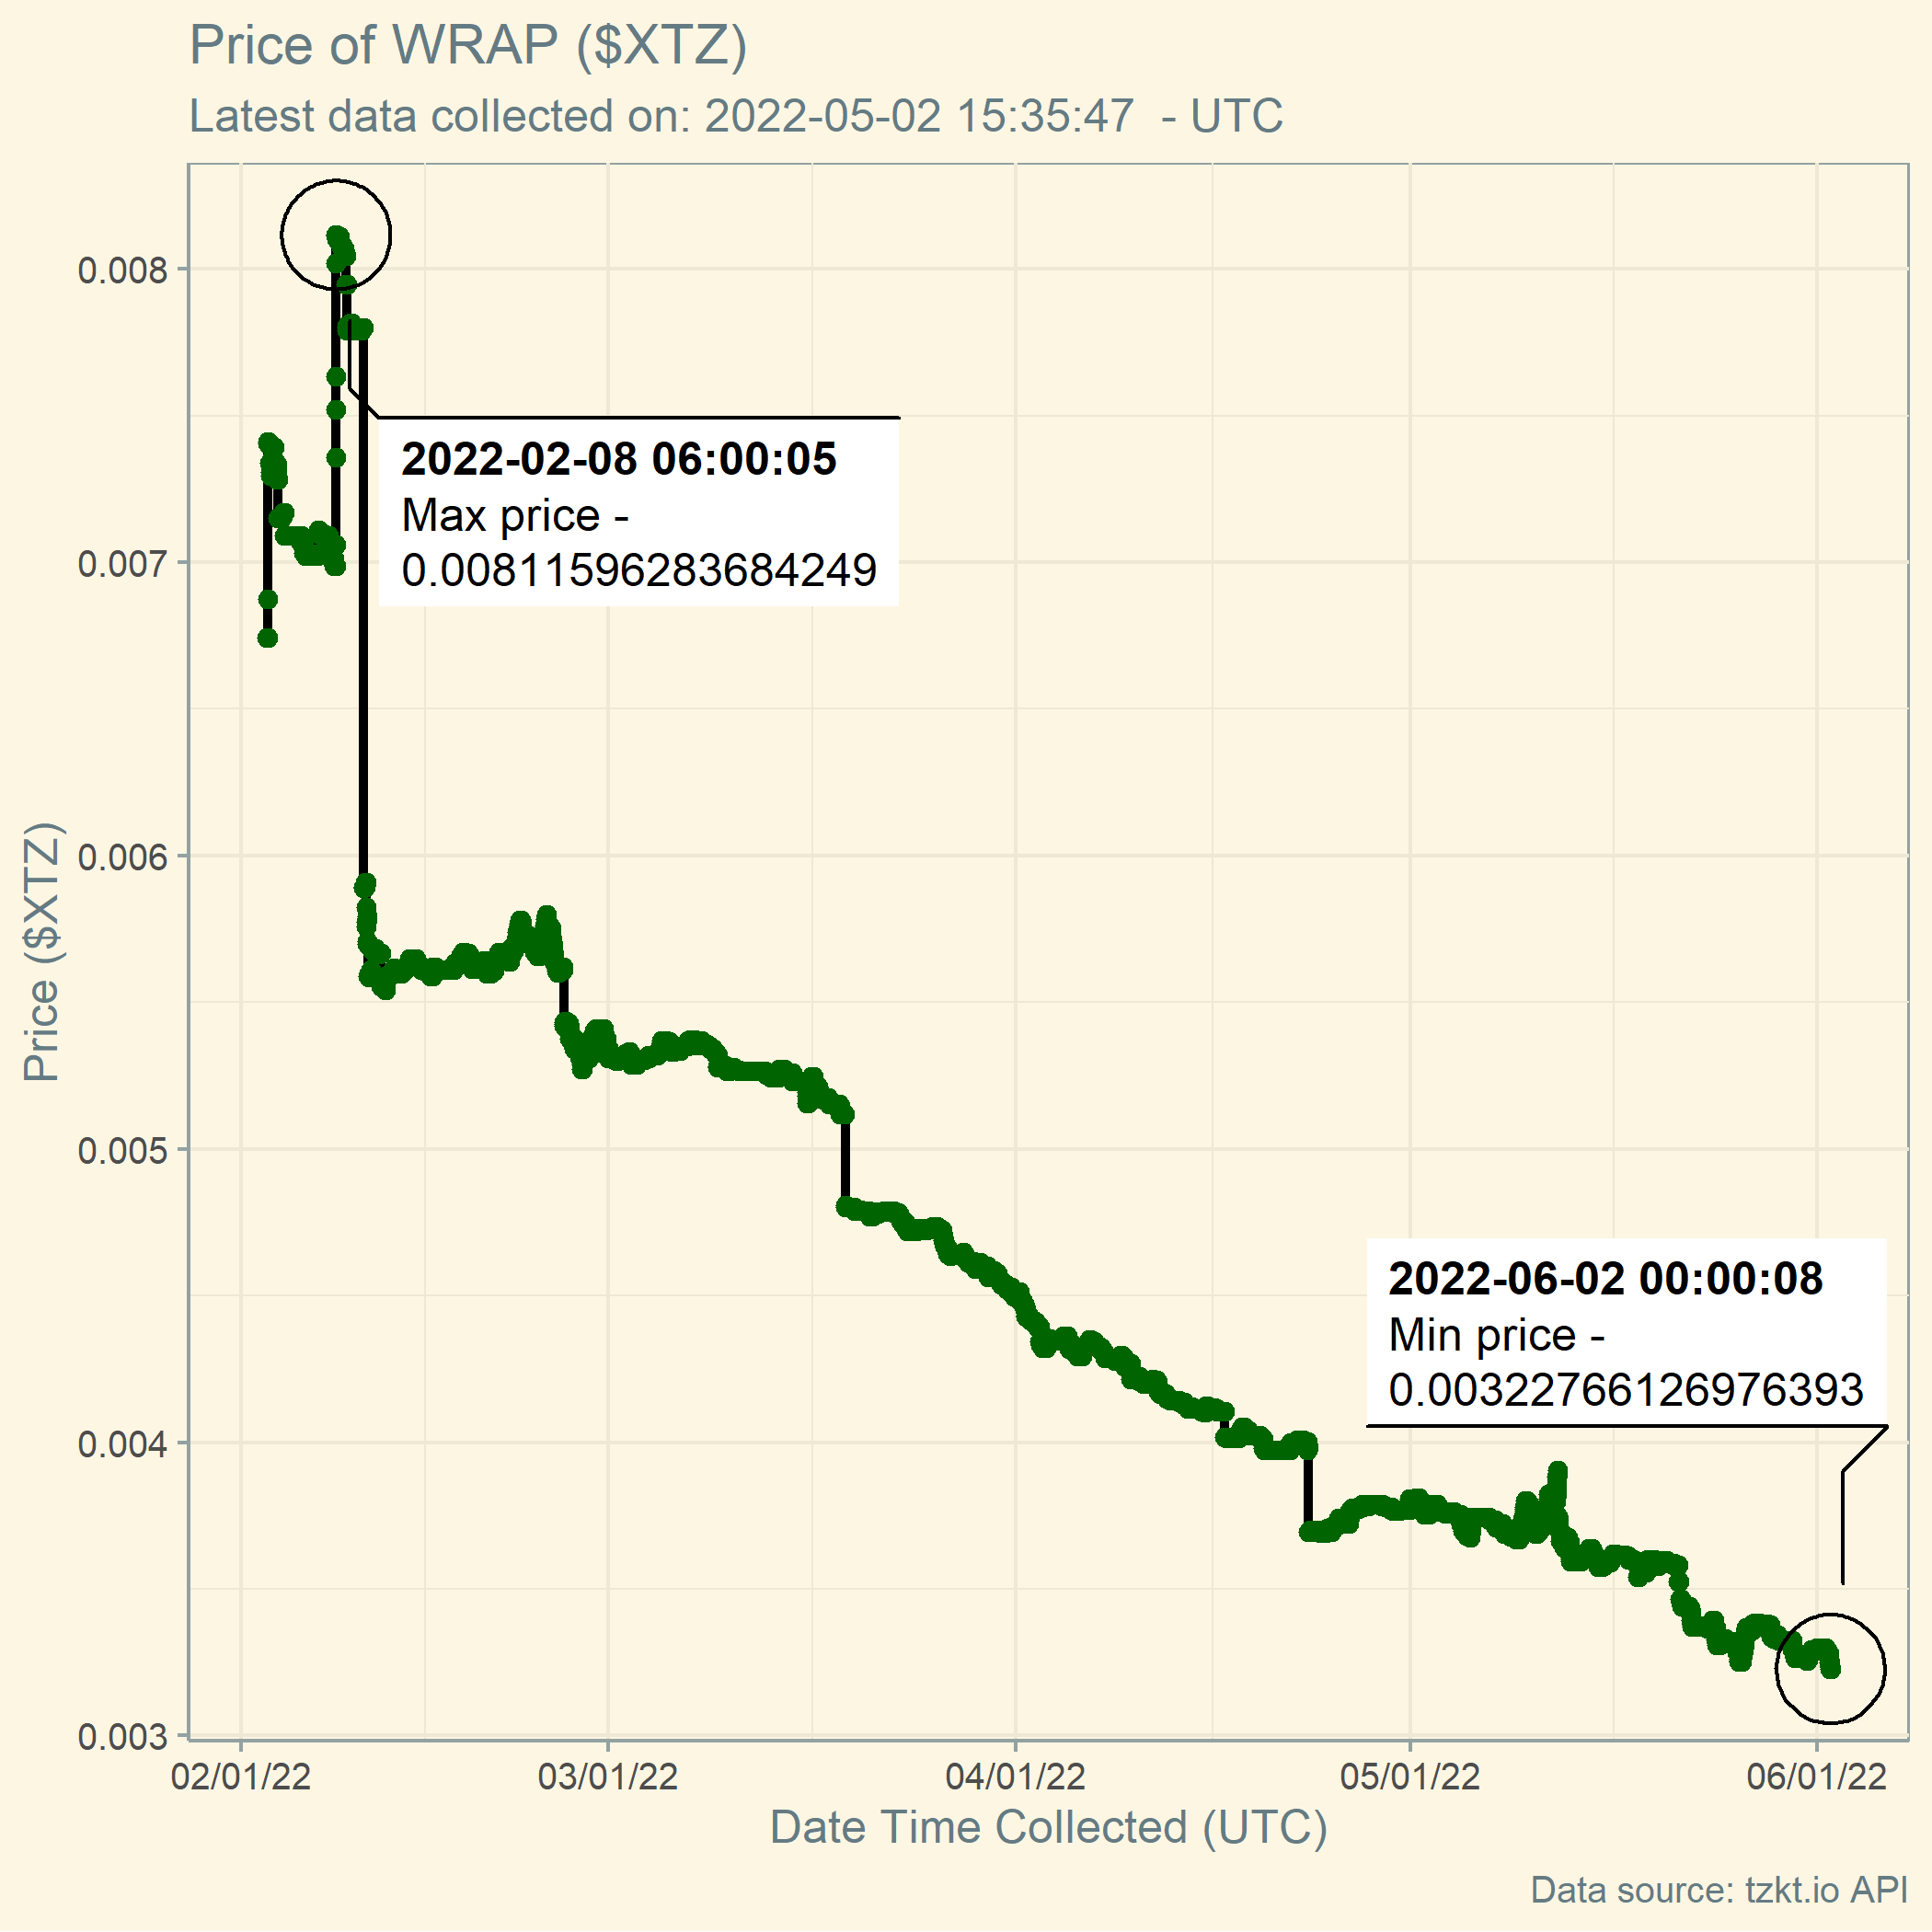 Price of WRAP ($XTZ)
Latest data collected on: 2022-05-02 15:35:47  - UTC
0.008
0.007
0.006
0.005
0.004
0.003
Price ($XTZ)
2022-02-08 06:00:05
Max price -
0.00811596283684249
2022-06-02 00:00:08
Min price -
0.00322766126976393
02/01/22
03/01/22
04/01/22
05/01/22
06/01/22
Date Time Collected (UTC)
Data source: tzkt.io API